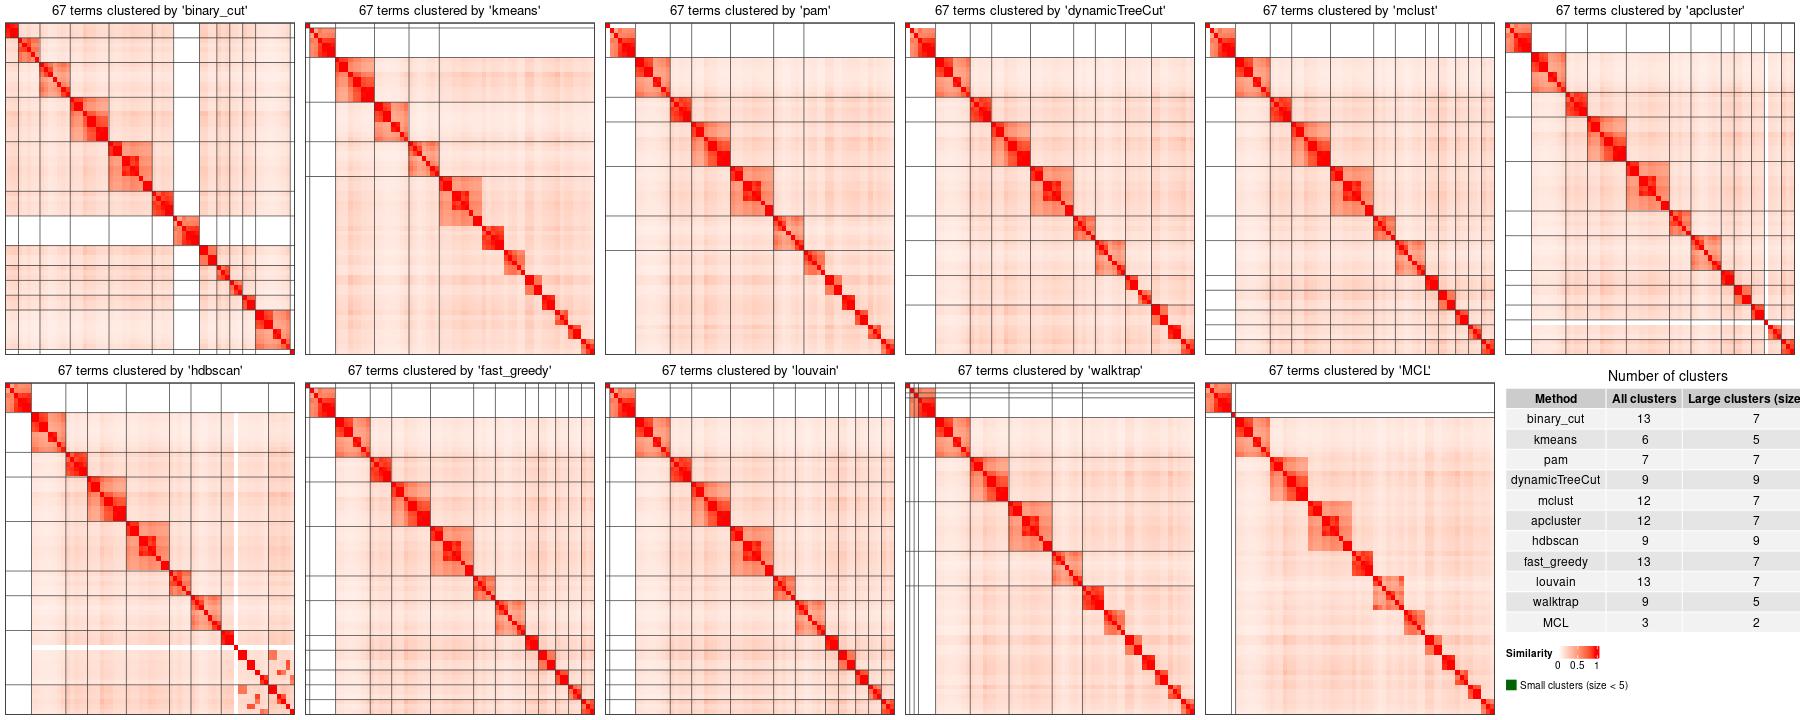 67 terms clustered by 'binary_cut'
67 terms clustered by 'kmeans'
67 terms clustered by 'pam'
67 terms clustered by 'dynamicTreeCut'
67 terms clustered by 'mclust'
67 terms clustered by 'apcluster'
67 terms clustered by 'hdbscan'
67 terms clustered by 'fast_greedy'
67 terms clustered by 'louvain'
67 terms clustered by 'walktrap'
67 terms clustered by 'MCL'
Number of clusters
Method All clusters Large clusters (size
binary_cut 13 7
kmeans 6 5
pam 7 7
dynamicTreeCut 9 9
mclust 12 7
apcluster 12 7
hdbscan 9 9
fast_greedy 13 7
louvain 13 7
walktrap 9 5
MCL 3 2
Similarity
0 0.5 1
Small clusters (size < 5)